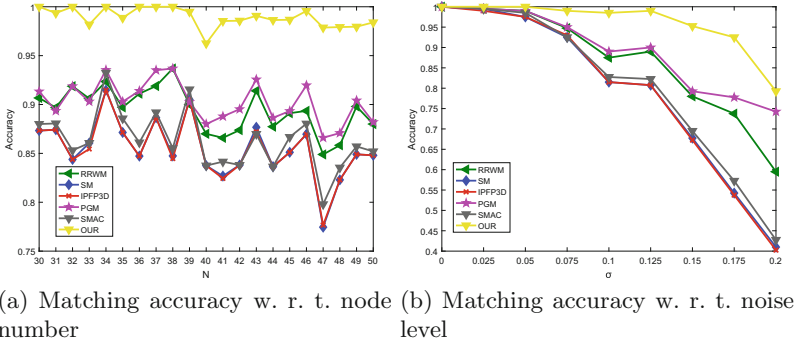 1
0.95
0.9
0.85
0.8
0.75
Accuracy
RRWM
SM
IPFP3D
PGM
SMAC
OUR
30 31 32 33 34 35 36 37 38 39 40 41 42 43 44 45 46 47 48 49 50
N
1
0.95
0.9
0.85
0.8
0.75
0.7
0.65
0.6
0.55
0.5
0.45
0.4
Accuracy
RRWM
SM
IPFP3D
PGM
SMAC
OUR
0 0.025 0.05 0.075 0.1 0.125 0.15 0.175 0.2
σ
(a) Matching accuracy w. r. t. node
number
(b) Matching accuracy w. r. t. noise
level